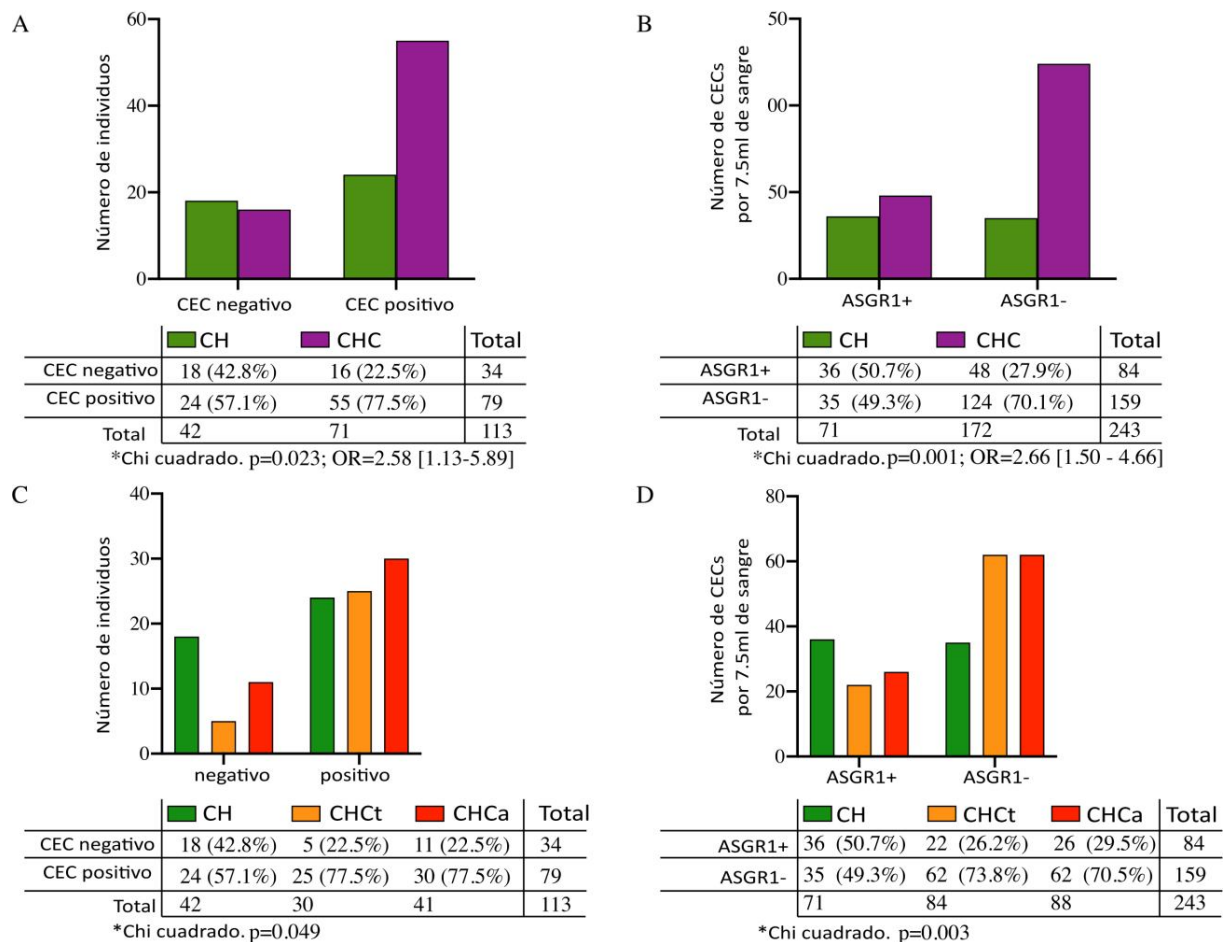 A
Número de individuos
60
40
20
0
CEC negativo CEC positivo
CH CHC Total
CEC negativo 18 (42.8%) 16 (22.5%) 34
CEC positivo 24 (57.1%) 55 (77.5%) 79
Total 42 71 113
*Chi cuadrado. p=0.023; OR=2.58 [1.13-5.89]
B
Número de CECs
por 7.5ml de sangre
50
00
50
0
ASGR1+ ASGR1-
CH CHC Total
ASGR1+ 36 (50.7%) 48 (27.9%) 84
ASGR1- 35 (49.3%) 124 (70.1%) 159
Total 71 172 243
*Chi cuadrado.p=0.001; OR=2.66 [1.50 - 4.66]
C
Número de individuos
40
30
20
10
0
negativo positivo
CH CHCt CHCa Total
CEC negativo 18 (42.8%) 5 (22.5%) 11 (22.5%) 34
CEC positivo 24 (57.1%) 25 (77.5%) 30 (77.5%) 79
Total 42 30 41 113
*Chi cuadrado. p=0.049
D
Número de CECs
por 7.5ml de sangre
80
60
40
20
0
ASGR1+ ASGR1-
CH CHCt CHCa Total
ASGR1+ 36 (50.7%) 22 (26.2%) 26 (29.5%) 84
ASGR1- 35 (49.3%) 62 (73.8%) 62 (70.5%) 159
71 84 88 243
*Chi cuadrado. p=0.003